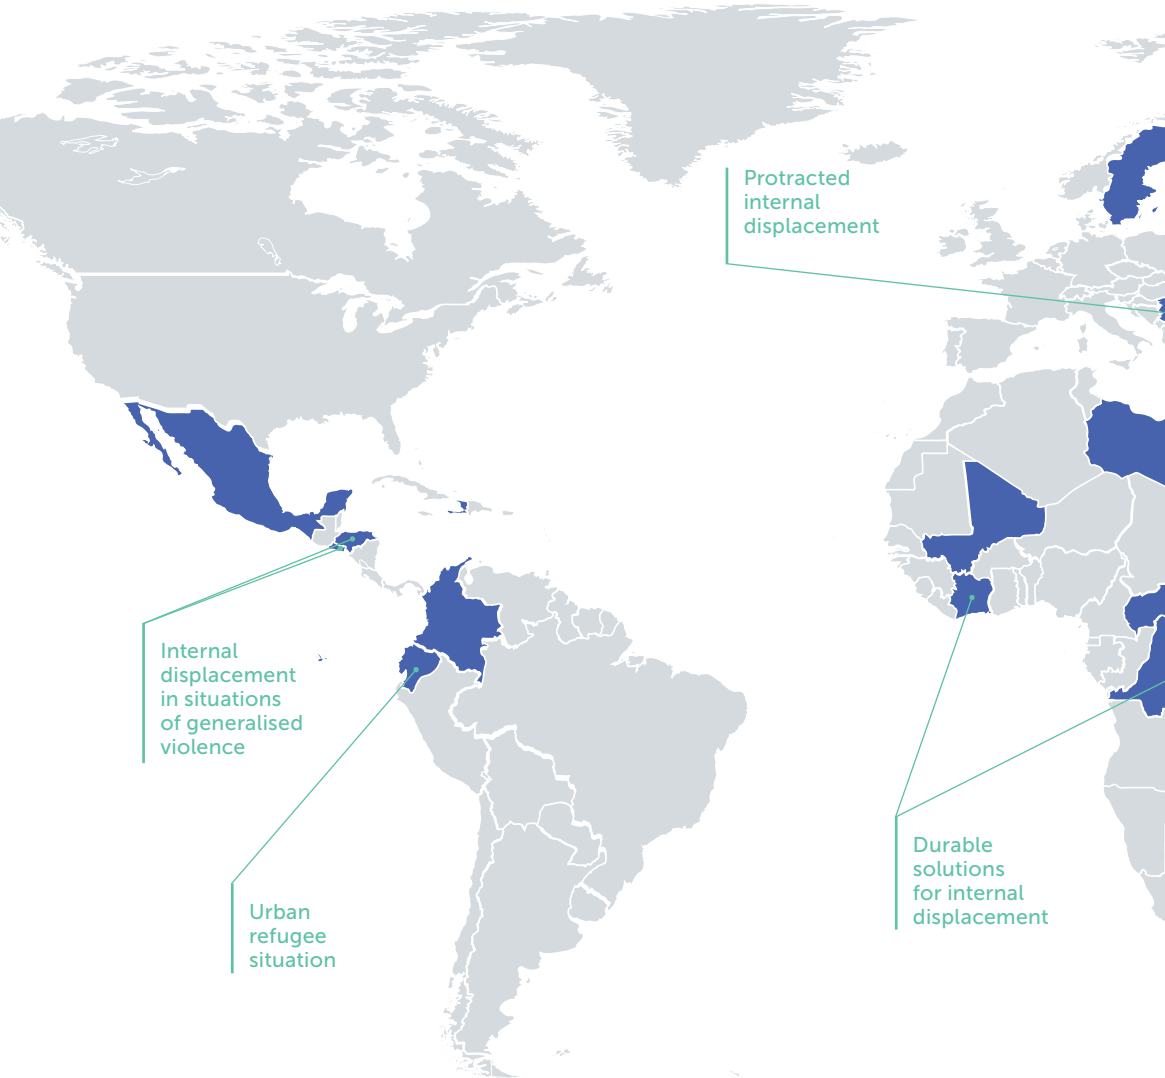 Protracted
internal
displacement
Internal
displacement
in situations
of generalised
violence
Urban
refugee
situation
Durable
solutions
for internal
displacement